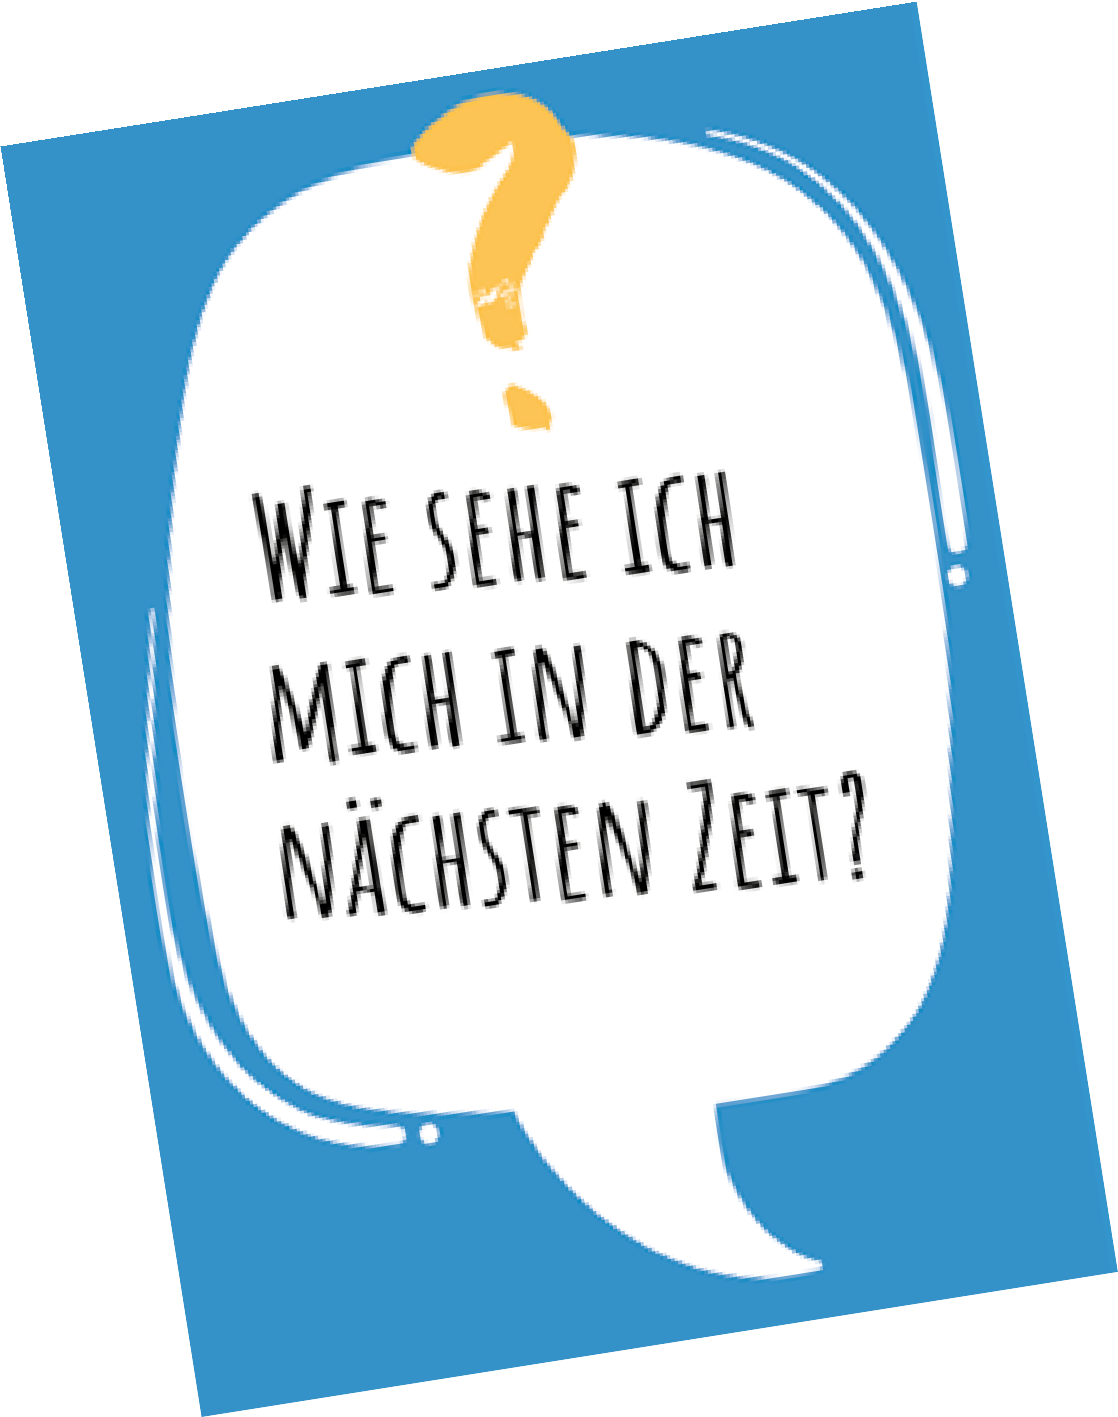 Wie sehe ich
mich in der
nächsten Zeit?